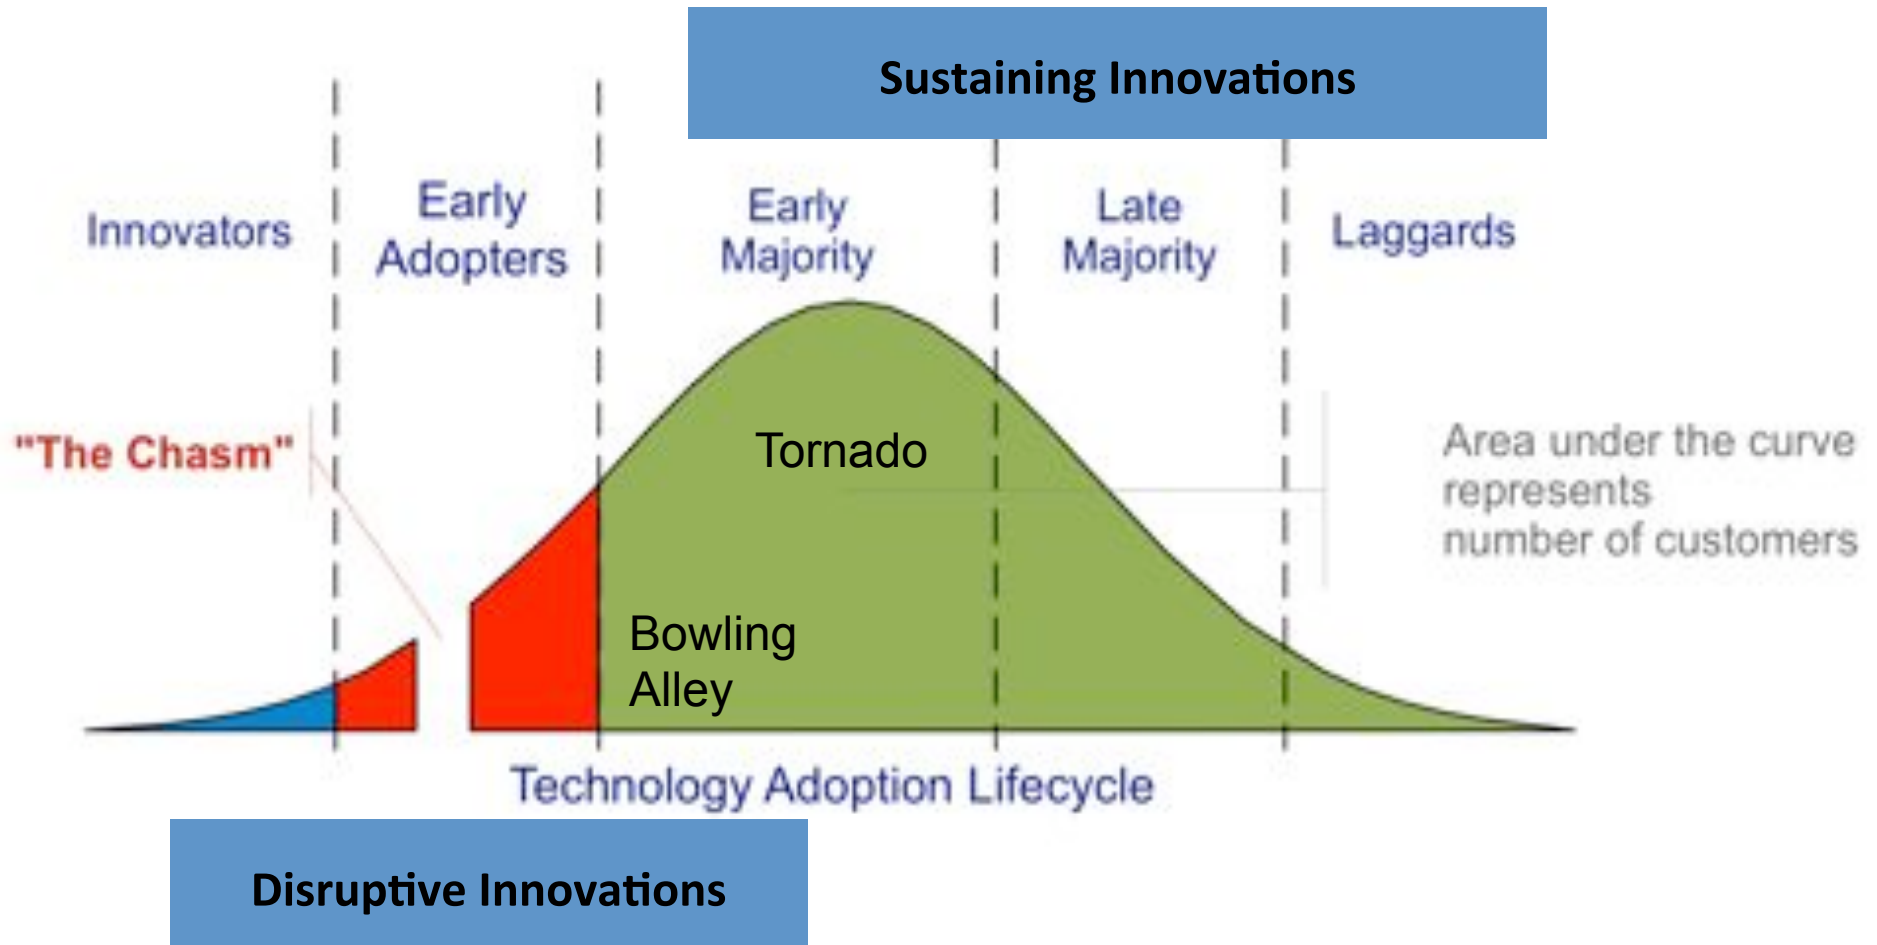 Sustaining Innovations
Innovators
Early
Adopters
Early
Majority
Late
Majority
Laggards
"The Chasm"
Tornado
Area under the curve
represents
number of customers
Bowling
Alley
Technology Adoption Lifecycle
Disruptive Innovations